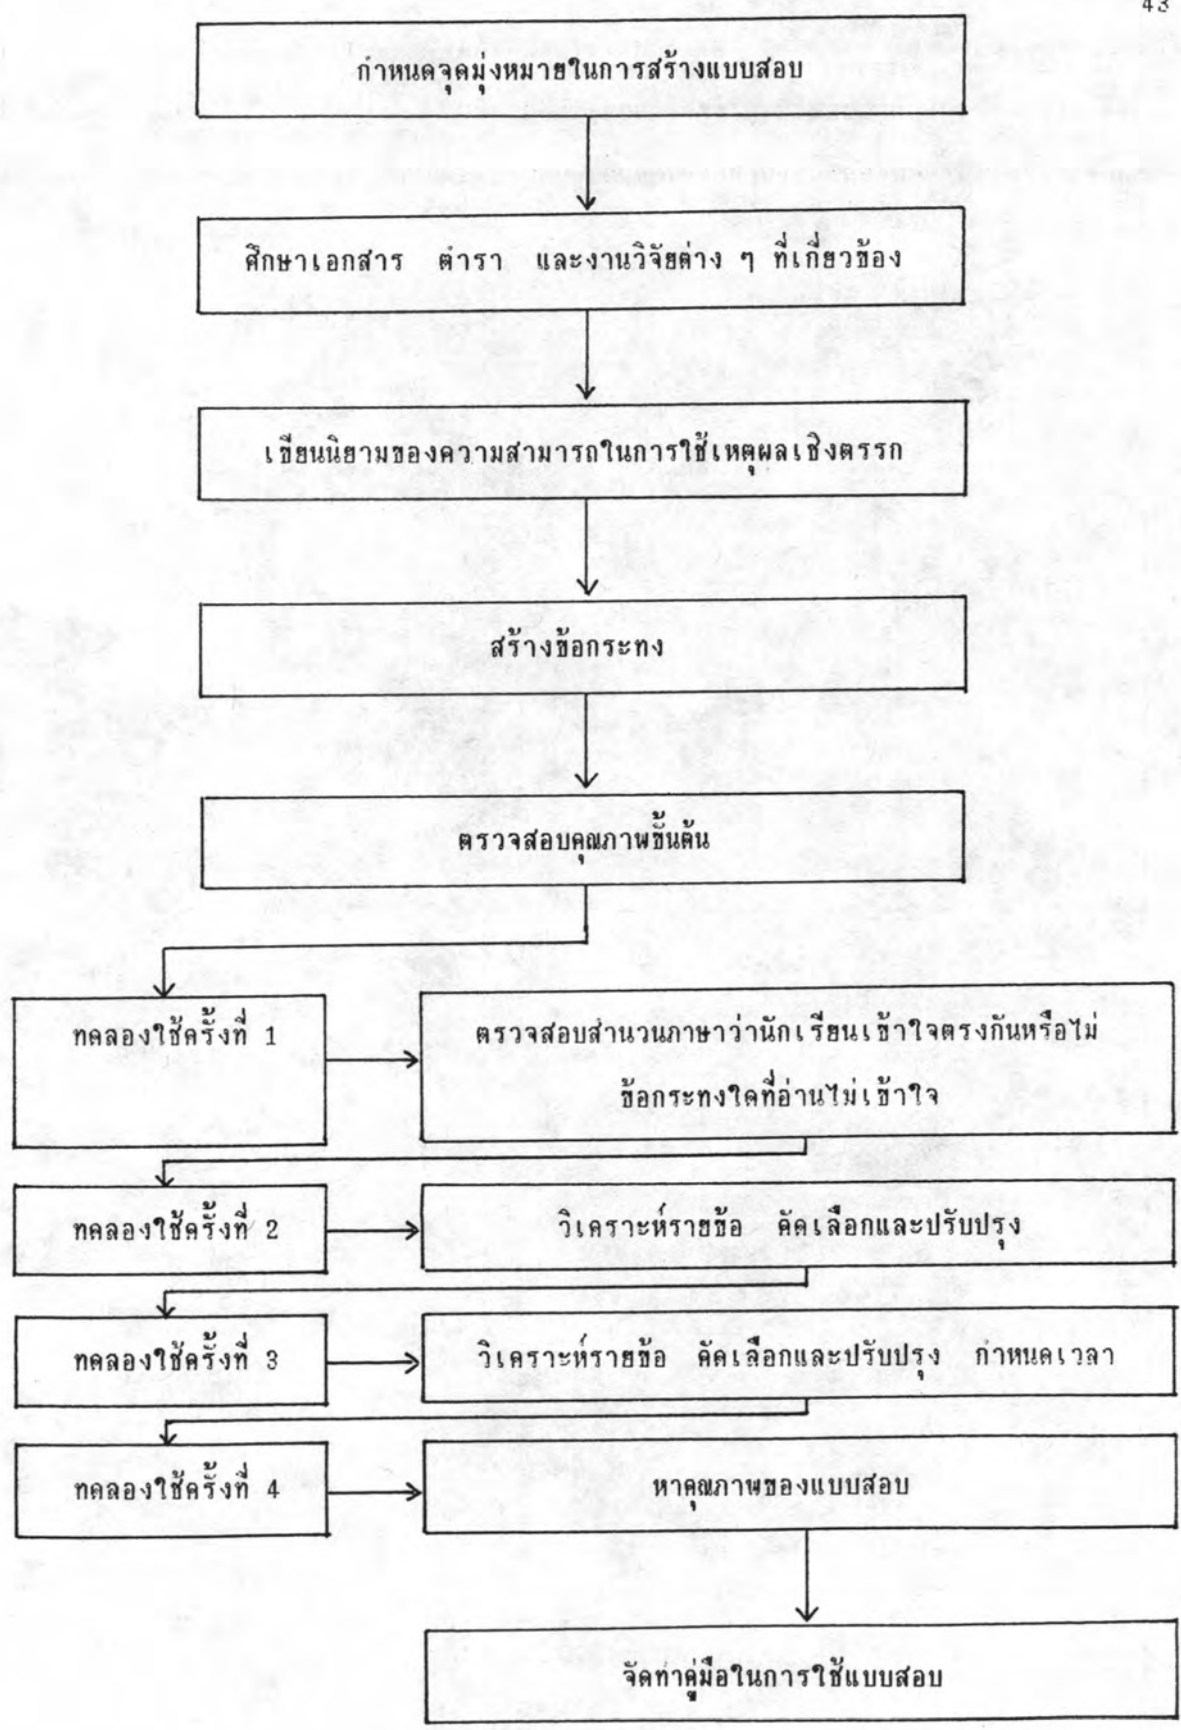 43
กำหนดจุดมุ่งหมายในการสร้างแบบสอบ
ศึกษาเอกสาร ตำรา และงานวิจัยต่าง ๆ ที่เกี่ยวข้อง
เขียนนิยามของความสามารถในการใช้เหตุผลเชิงตรรก
สร้างข้อกระทง
ตรวจสอบคุณภาพขั้นต้น
ทดลองใช้ครั้งที่ 1
ตรวจสอบสำนวนภาษาว่านักเรียนเข้าใจตรงกันหรือไม่
ข้อกระทงใดที่อ่านไม่เข้าใจ
ทดลองใช้ครั้งที่ 2
วิเคราะห์รายข้อ คัดเลือกและปรับปรุง
ทดลองใช้ครั้งที่ 3
วิเคราะห์รายข้อ คัดเลือกและปรับปรุง กำหนดเวลา
ทดลองใช้ครั้งที่ 4
หาคุณภาพของแบบสอบ
จัดทำคู่มือในการใช้แบบสอบ